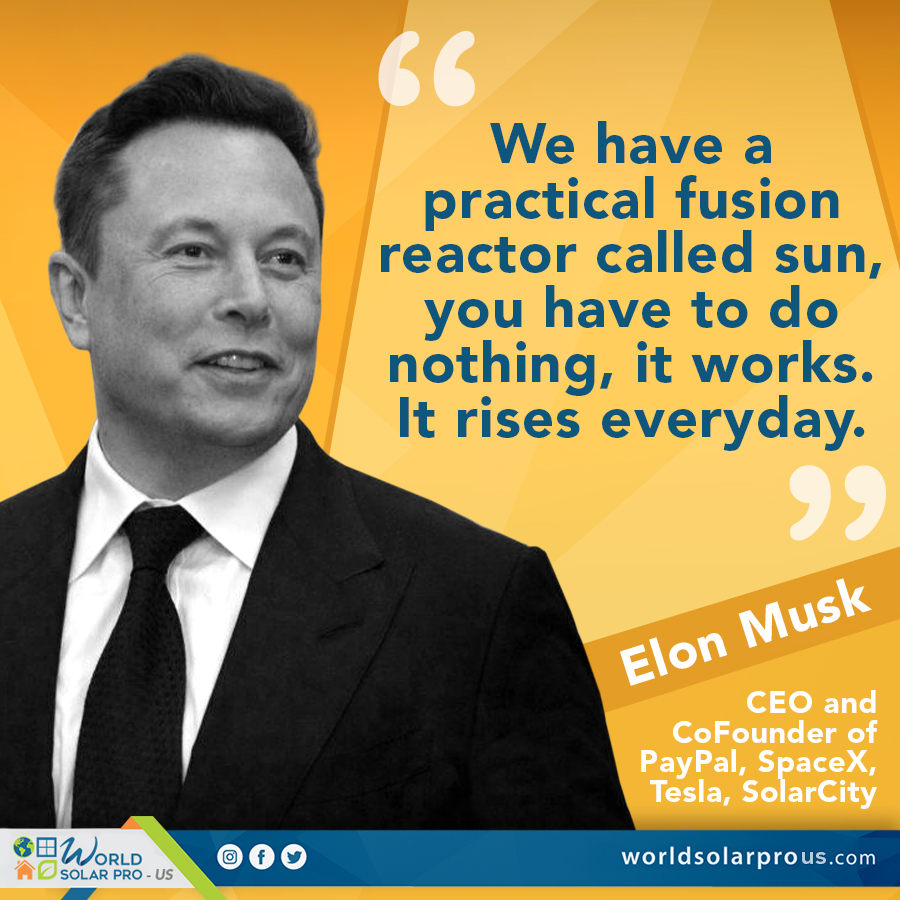 “
We have a
practical fusion
reactor called sun,
you have to do
nothing, it works.
It rises everyday.
”
Elon Musk
CEO and
CoFounder of
PayPal, SpaceX,
Tesla, SolarCity
WORLD
SOLAR PRO - US
worldsolarprous.com